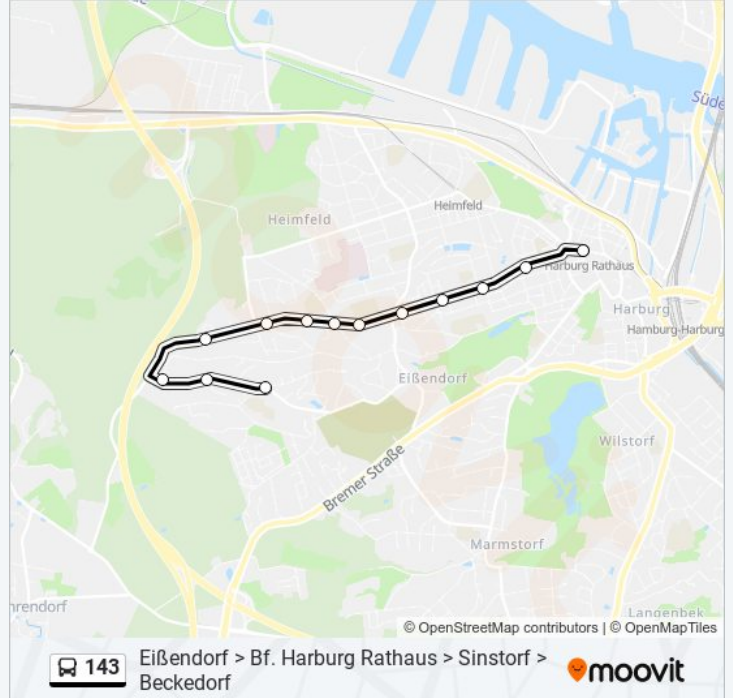 Süde
Heimfeld
Heimfeld
Harburg Rathaus
Harburg
Hamburg-Harburg
Eißendorf
Wilstorf
Bremer Straße
Marmstorf
hrendorf
Langenbek
© OpenStreetMap contributors | © OpenMapTiles
143
Eißendorf > Bf. Harburg Rathaus > Sinstorf >
Beckedorf
moovit